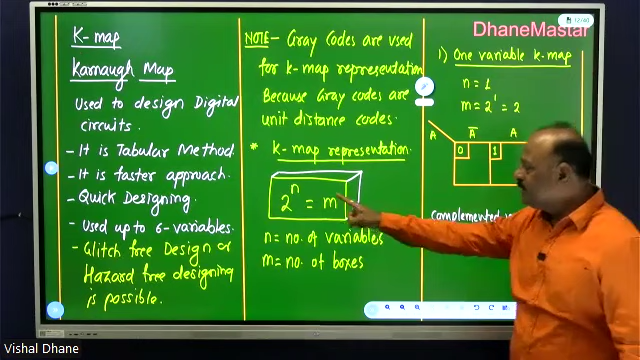 K-map
Karnaugh Map
Used to design Digital
circuits.
- It is Tabular Method
- It is faster approach.
- Quick Designing
- Used up to 6-variables.
- Glitch free Design or
Hazard free designing
is possible.
NOTE- Gray Codes are used
for K-map representation
Because Gray codes are
unit distance codes.
* K-map representation
2^n = m
n = no. of variables
m = no. of boxes
12/40
DhaneMastar
1) One variable k-map
n = 1
m = 2^1 = 2
A
A̅
A
0
1
complemented
Vishal Dhane